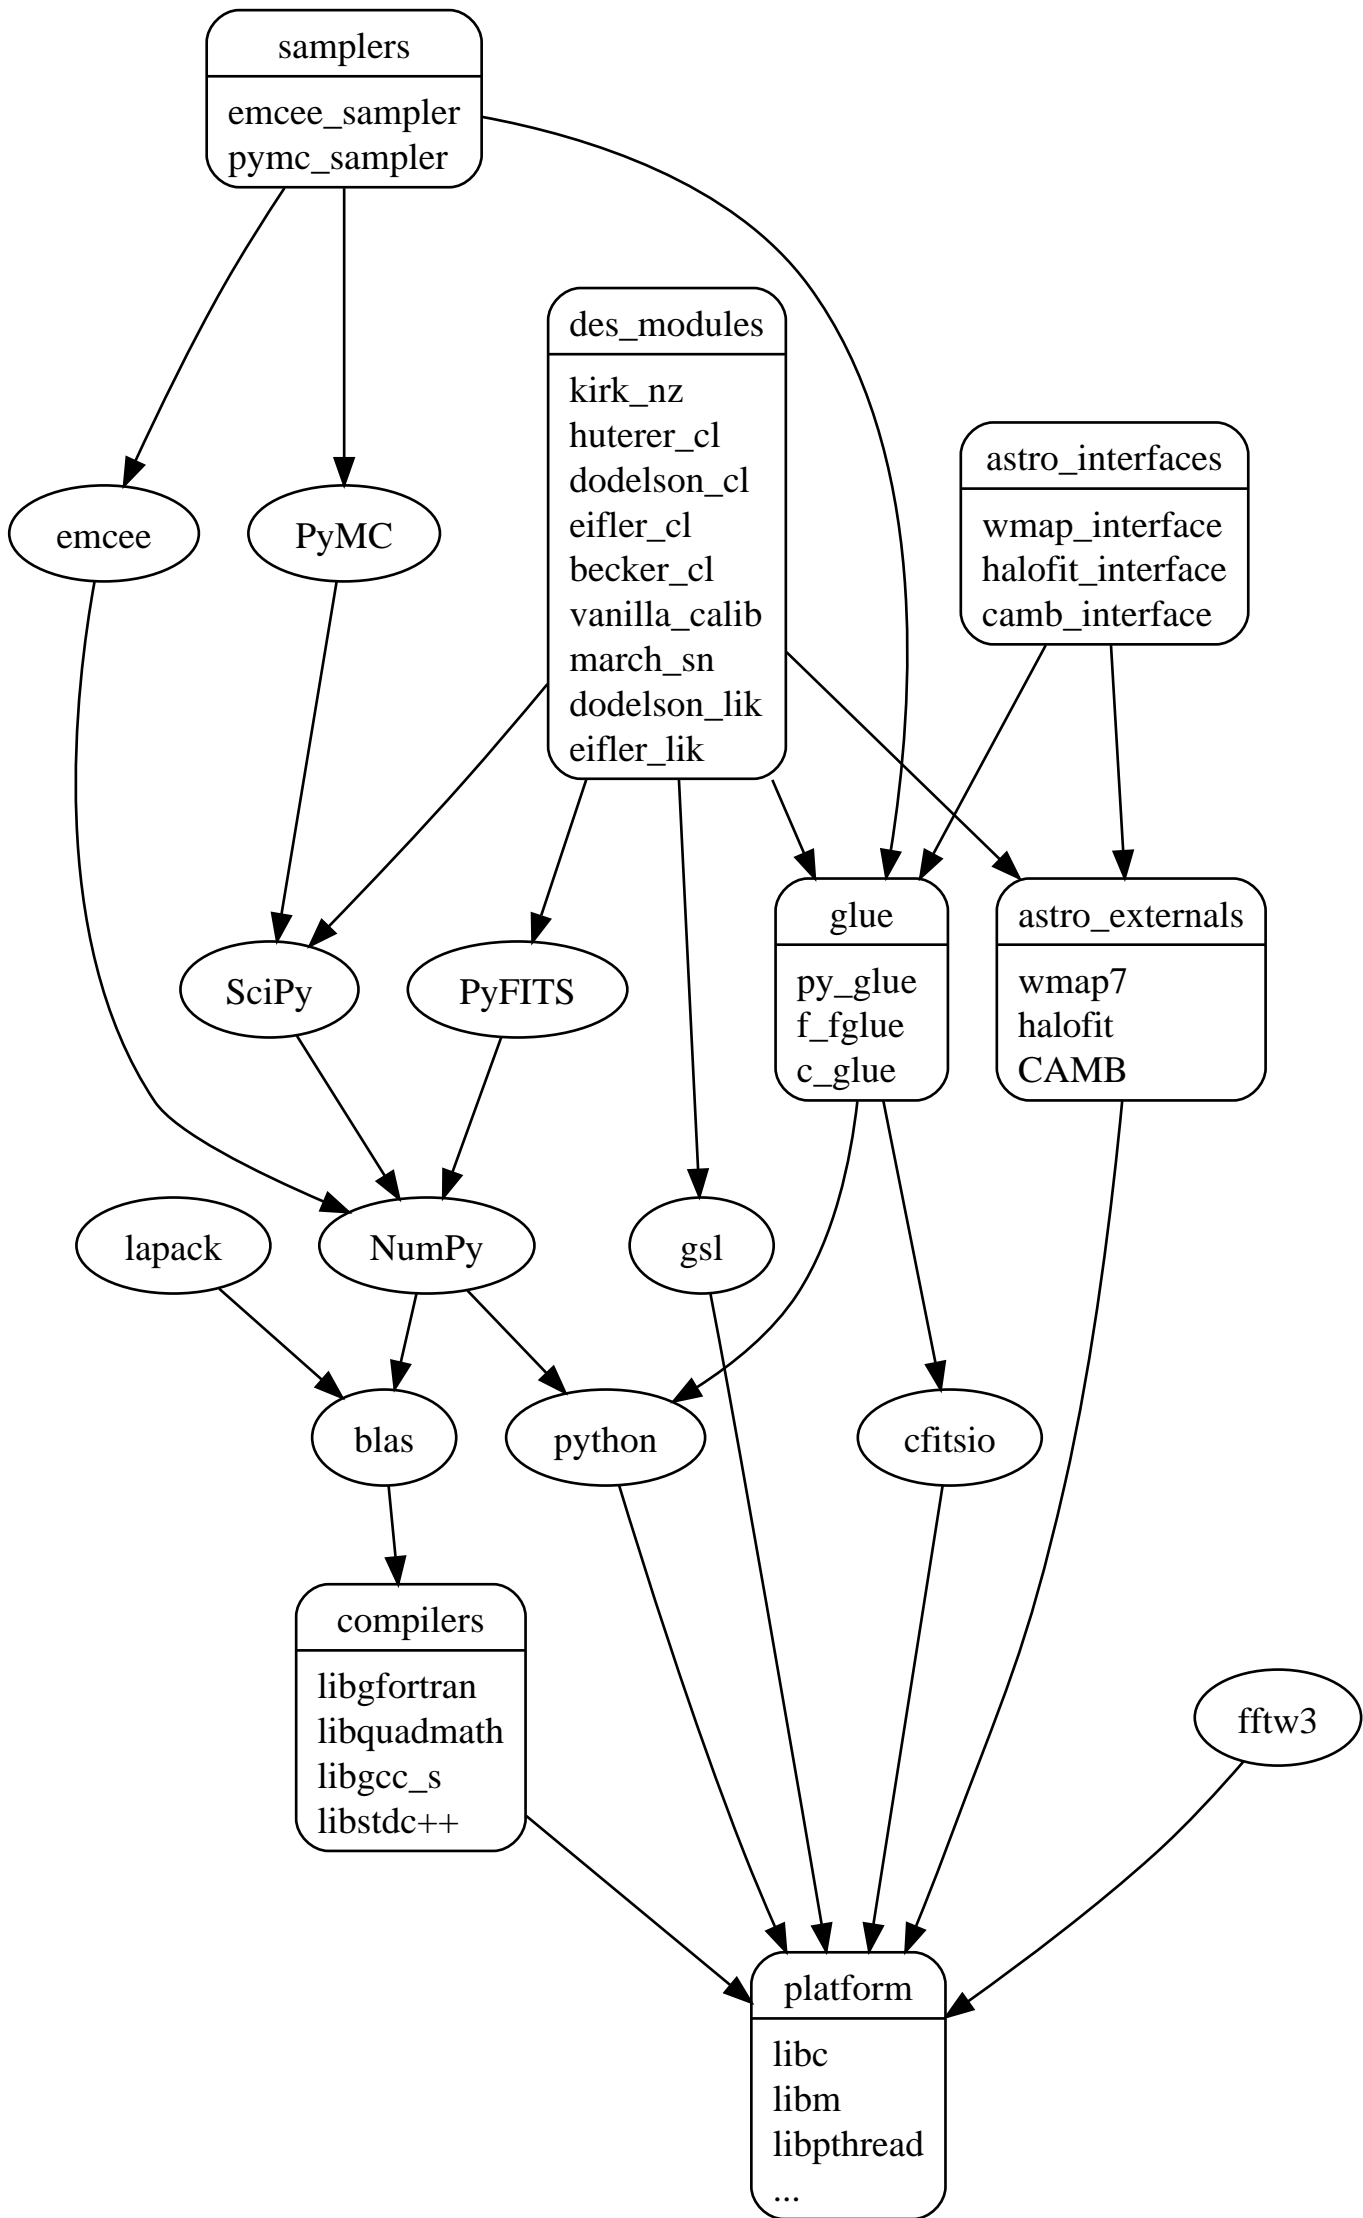 samplers
emcee_sampler
pymc_sampler
des_modules
kirk_nz
huterer_cl
dodelson_cl
eifler_cl
becker_cl
vanilla_calib
march_sn
dodelson_lik
eifler_lik
astro_interfaces
wmap_interface
halofit_interface
camb_interface
emcee
PyMC
glue
py_glue
f_fglue
c_glue
astro_externals
wmap7
halofit
CAMB
SciPy
PyFITS
lapack
NumPy
gsl
blas
python
cfitsio
compilers
libgfortran
libquadmath
libgcc_s
libstdc++
fftw3
platform
libc
libm
libpthread
...